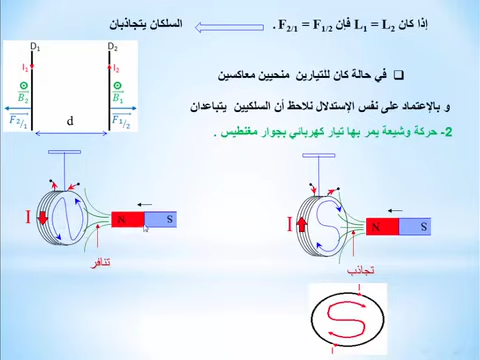 إذا كان L1 = L2 فإن F2/1 = F1/2 . السلكان يتجاذبان
في حالة كان للتيارين منحيين معاكسين
و بالإعتماد على نفس الإستدلال نلاحظ أن السلكيين يتباعدان
2- حركة وشيعة يمر بها تيار كهربائي بجوار مغنطيس .
D1 D2
I1 I2
B2 B1
F2/1 F1/2
d
I N S
تنافر
I N S
تجاذب
I
I